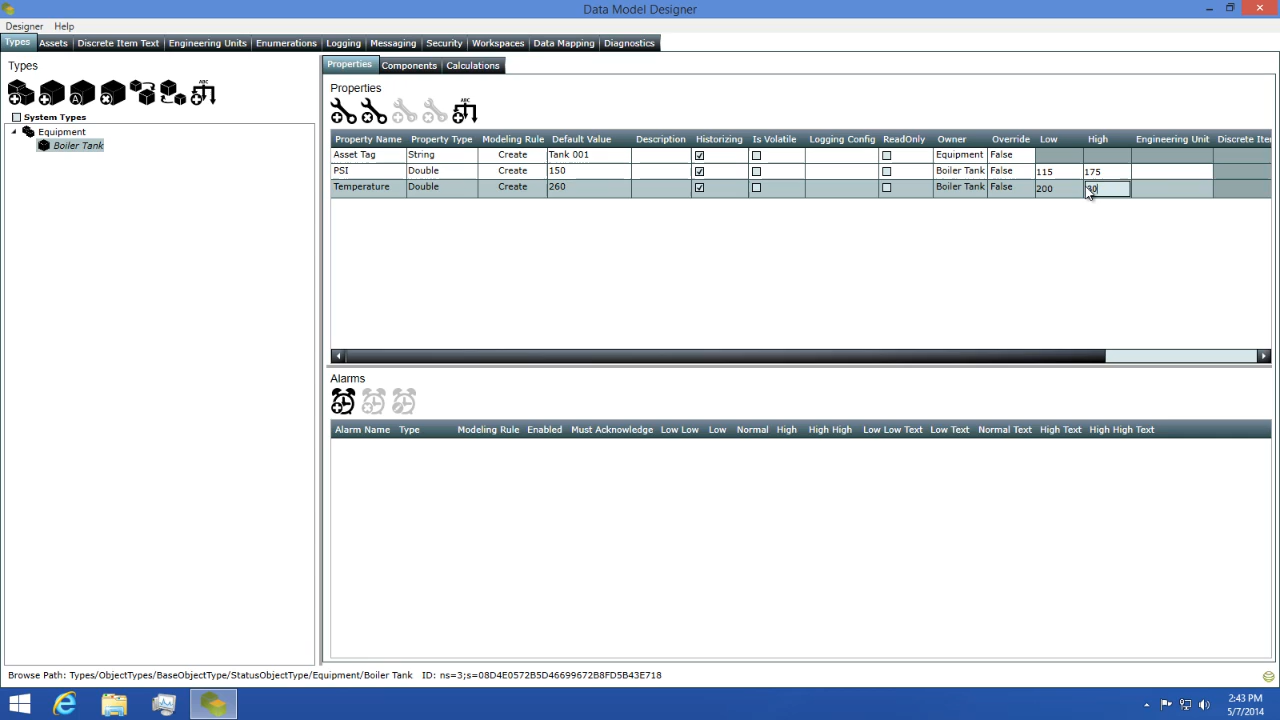 Data Model Designer
Designer Help
Types Assets Discrete Item Text Engineering Units Enumerations Logging Messaging Security Workspaces Data Mapping Diagnostics
Types
System Types
Equipment
Boiler Tank
Properties Components Calculations
Properties
Property Name Property Type Modeling Rule Default Value Description Historizing Is Volatile Logging Config ReadOnly Owner Override Low High Engineering Unit Discrete Iter
Asset Tag String Create Tank 001 Equipment False
PSI Double Create 150 Boiler Tank False 115 175
Temperature Double Create 260 Boiler Tank False 200
Alarms
Alarm Name Type Modeling Rule Enabled Must Acknowledge Low Low Low Normal High High High Low Low Text Low Text Normal Text High Text High High Text
Browse Path: Types/ObjectTypes/BaseObjectType/StatusObjectType/Equipment/Boiler Tank ID: ns=3;s=08D4E0572B5D46699672B8FD5B43E718
2:43 PM
5/7/2014